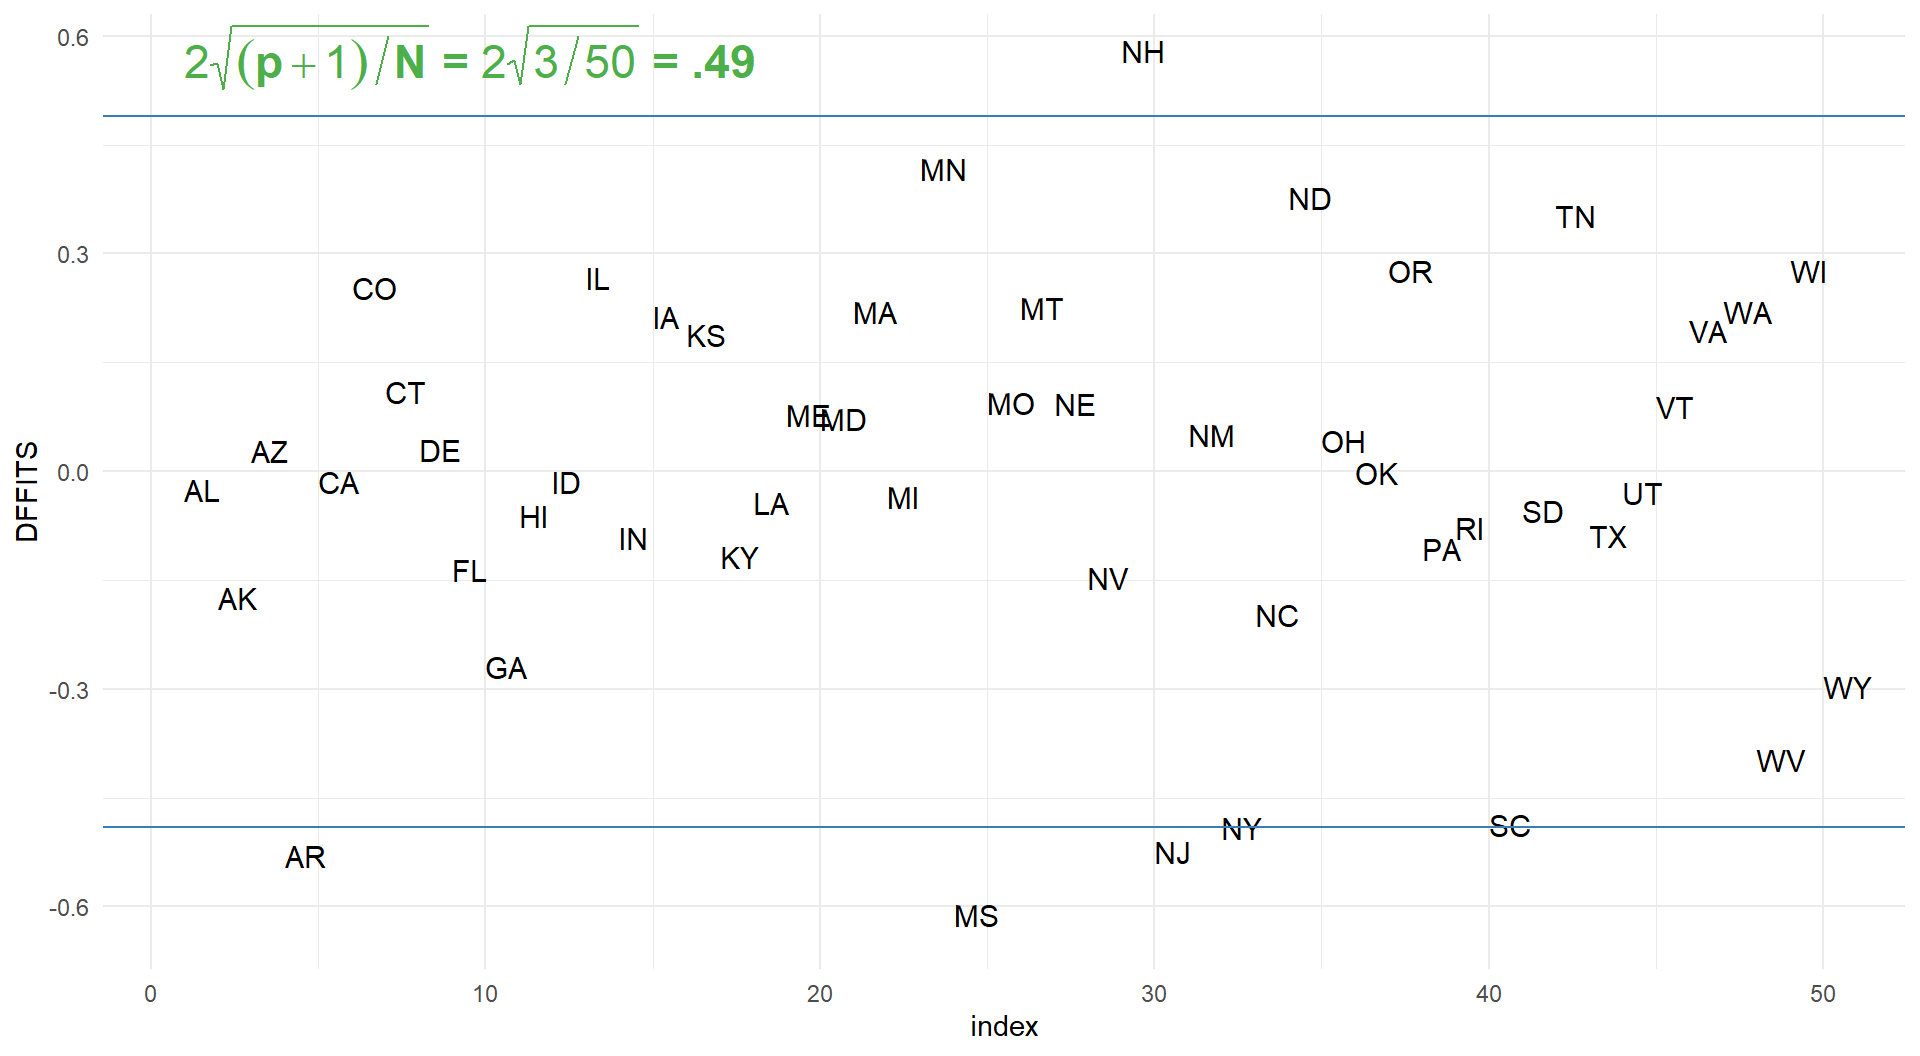 0.6
2√(p+1)/N = 2√3/50 = .49
NH
MN
ND
TN
0.3
CO
IL
OR
WI
IA
KS
MA
MT
VA
WA
CT
ME
MD
MO
NE
VT
NM
OH
AZ
DE
0.0
OK
AL
CA
ID
HI
LA
MI
UT
SD
IN
RI
TX
PA
KY
FL
NV
AK
NC
GA
-0.3
WY
WV
NY
SC
AR
NJ
-0.6
MS
DFFITS
0 10 20 30 40 50
index